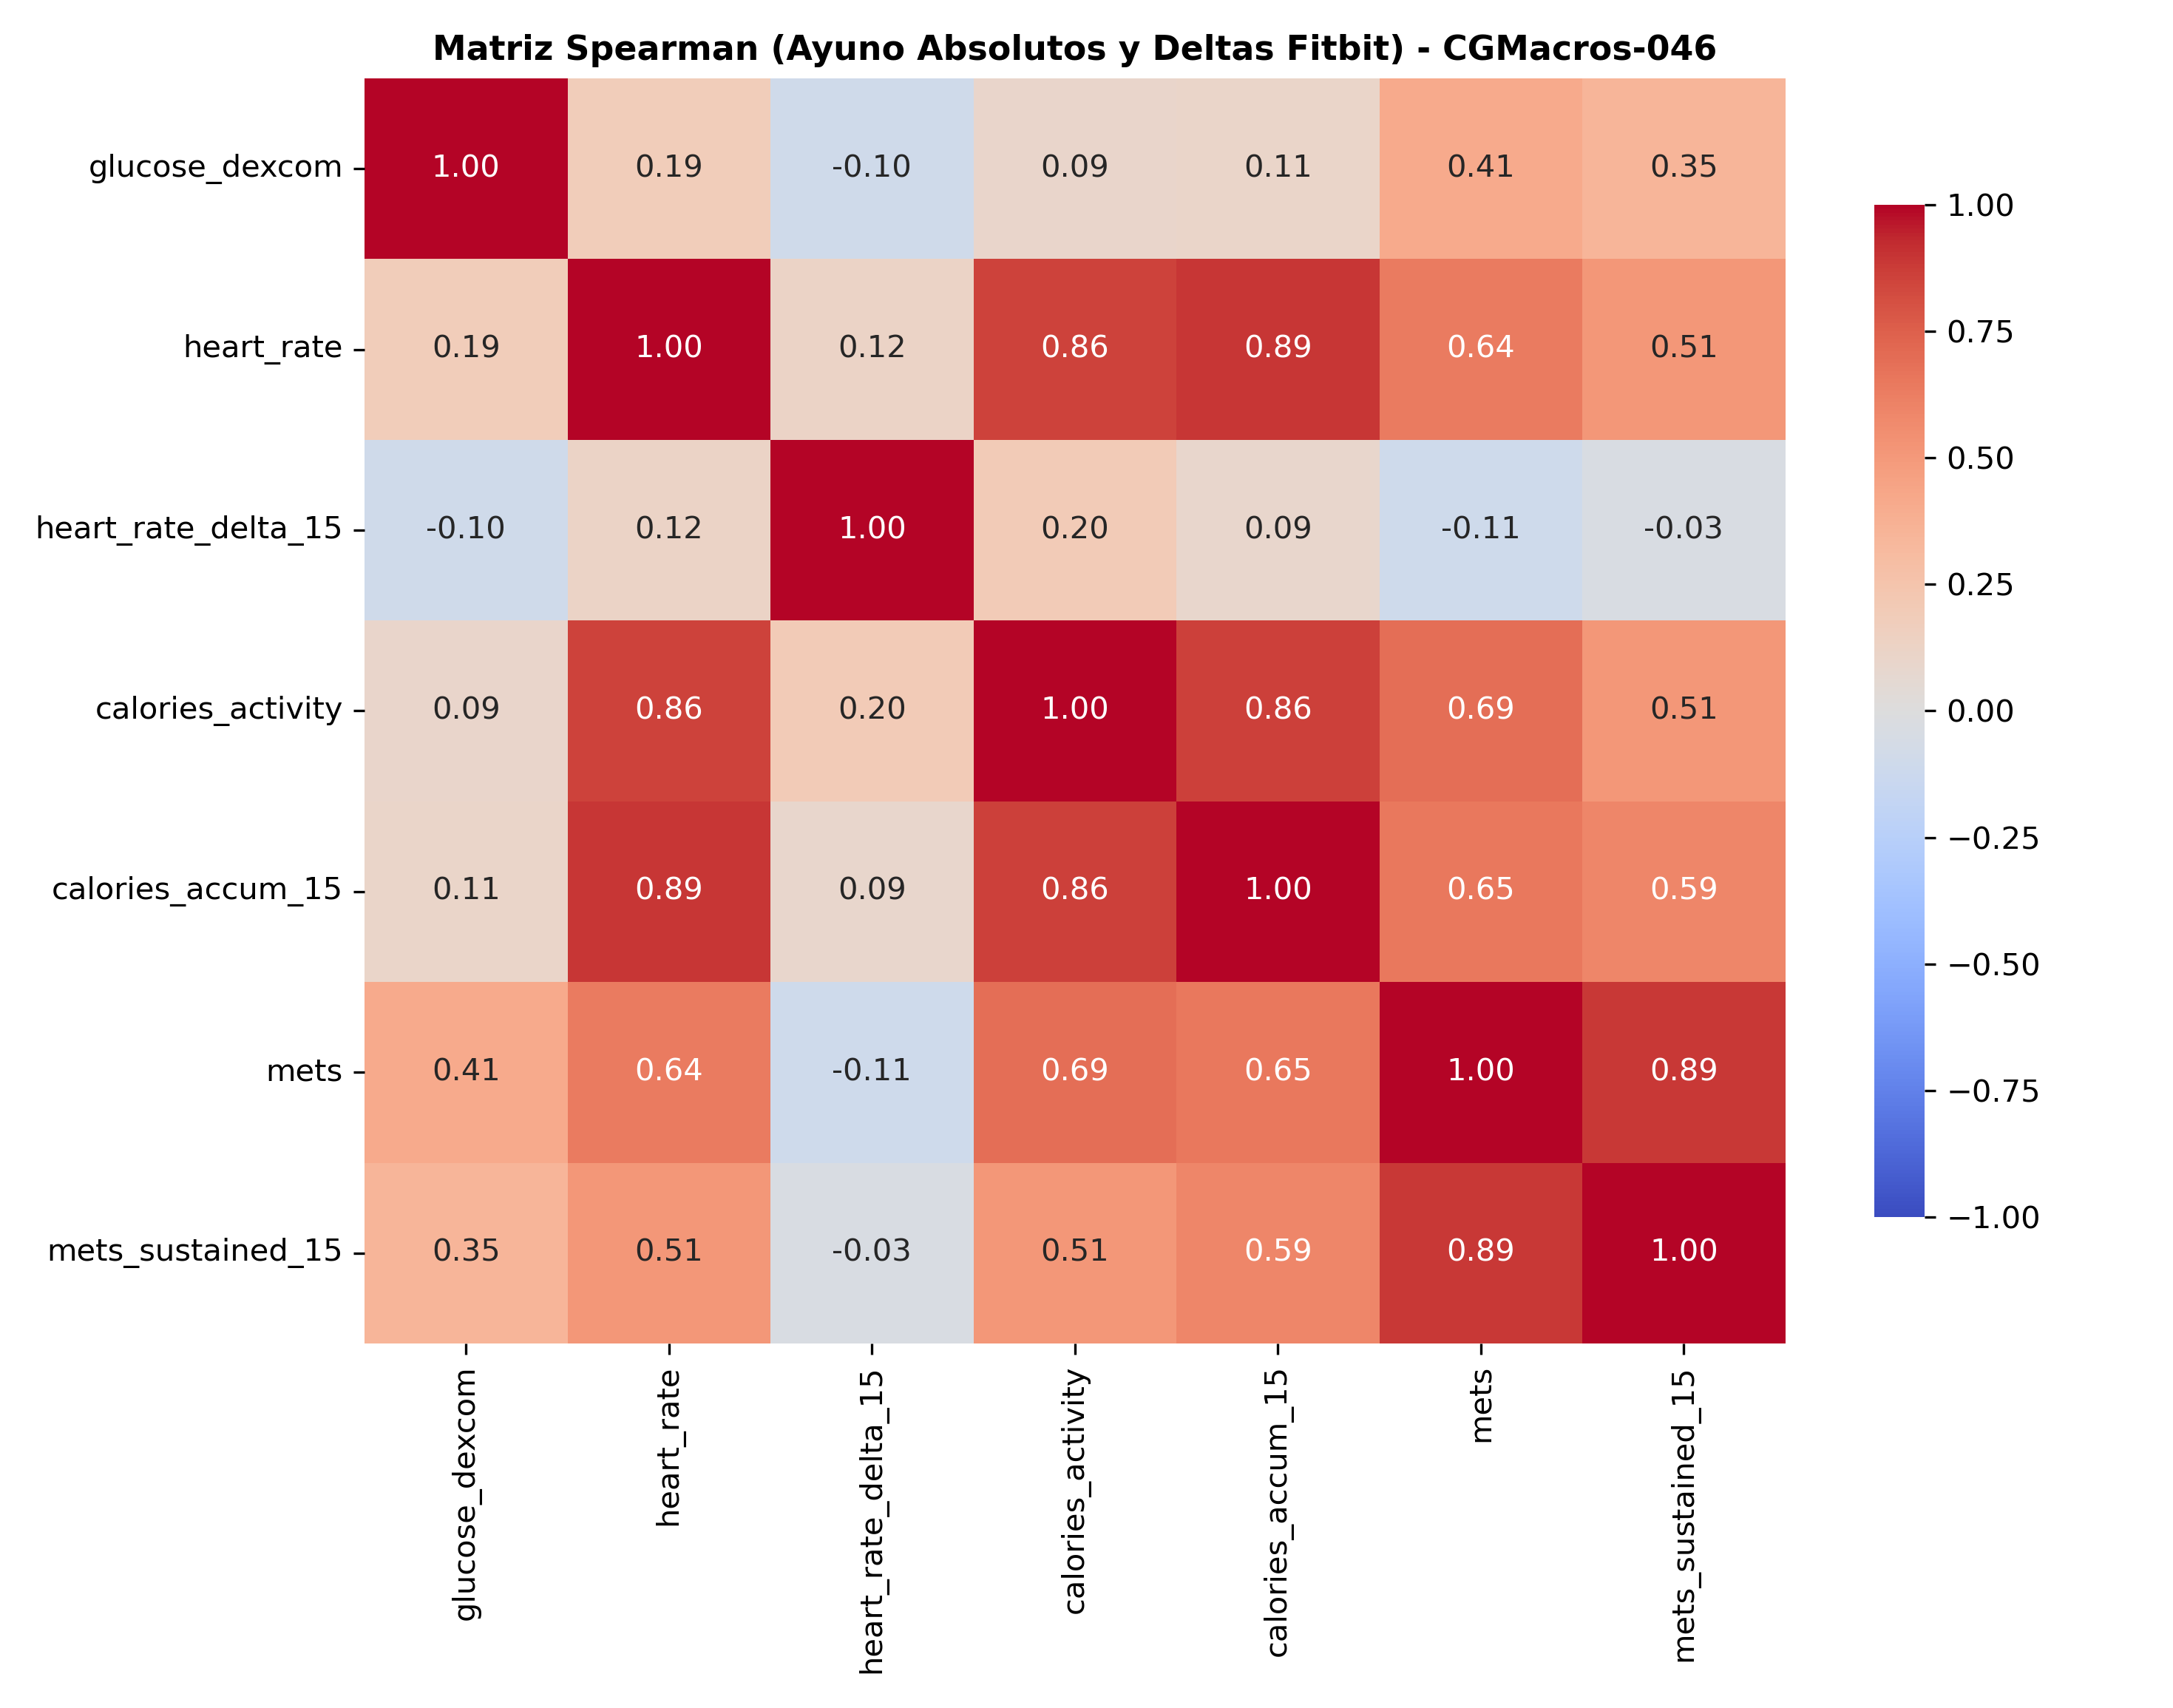 Matriz Spearman (Ayuno Absolutos y Deltas Fitbit) - CGMacros-046
glucose_dexcom 1.00 0.19 -0.10 0.09 0.11 0.41 0.35
heart_rate 0.19 1.00 0.12 0.86 0.89 0.64 0.51
heart_rate_delta_15 -0.10 0.12 1.00 0.20 0.09 -0.11 -0.03
calories_activity 0.09 0.86 0.20 1.00 0.86 0.69 0.51
calories_accum_15 0.11 0.89 0.09 0.86 1.00 0.65 0.59
mets 0.41 0.64 -0.11 0.69 0.65 1.00 0.89
mets_sustained_15 0.35 0.51 -0.03 0.51 0.59 0.89 1.00
glucose_dexcom
heart_rate
heart_rate_delta_15
calories_activity
calories_accum_15
mets
mets_sustained_15
1.00
0.75
0.50
0.25
0.00
−0.25
−0.50
−0.75
−1.00